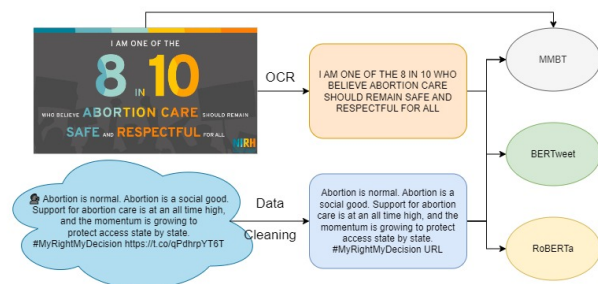 I AM ONE OF THE
8 IN 10
WHO BELIEVE ABORTION CARE SHOULD REMAIN
SAFE AND RESPECTFUL FOR ALL
RH
OCR
I AM ONE OF THE 8 IN 10 WHO
BELIEVE ABORTION CARE
SHOULD REMAIN SAFE AND
RESPECTFUL FOR ALL
MMBT
BERTweet
RoBERTa
Abortion is normal. Abortion is a social good.
Support for abortion care is at an all time high,
and the momentum is growing to
protect access state by state.
#MyRightMyDecision https://t.co/qPdhrpYT6T
Data
Cleaning
Abortion is normal. Abortion is a
social good. Support for abortion
care is at an all time high, and the
momentum is growing to protect
access state by state.
#MyRightMyDecision URL